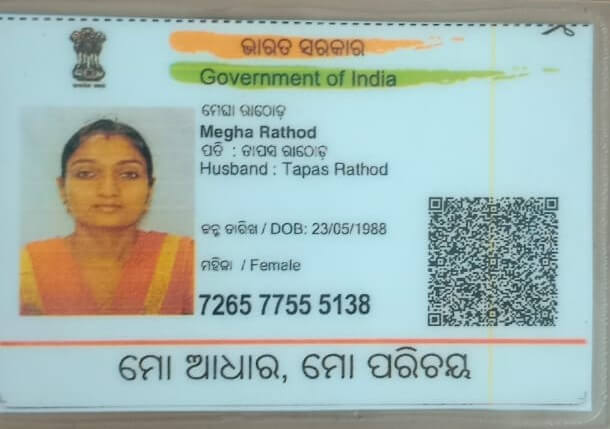 ଭାରତ ସରକାର
Government of India
ମେଘା ରାଠୋଡ଼
Megha Rathod
ପତି : ତାପସ ରାଠୋଡ଼
Husband : Tapas Rathod
ଜନ୍ମ ତାରିଖ / DOB: 23/05/1988
ମହିଳା / Female
7265 7755 5138
ମୋ ଆଧାର, ମୋ ପରିଚୟ